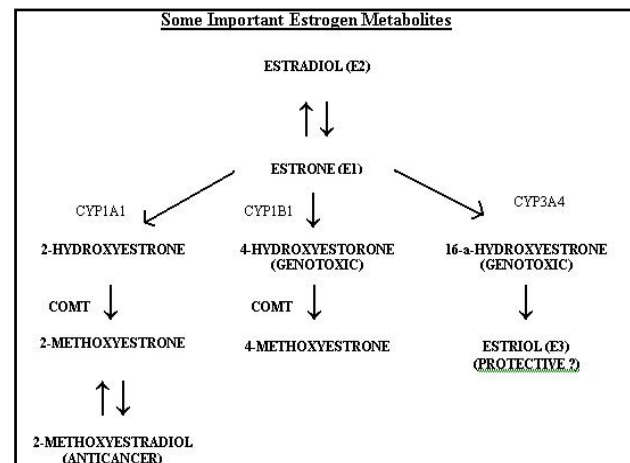 Some Important Estrogen Metabolites
ESTRADIOL (E2)
ESTRONE (E1)
CYP1A1
CYP1B1
CYP3A4
2-HYDROXYESTRONE
4-HYDROXYESTORONE
(GENOTOXIC)
16-a-HYDROXYESTRONE
(GENOTOXIC)
COMT
COMT
2-METHOXYESTRONE
4-METHOXYESTRONE
ESTRIOL (E3)
(PROTECTIVE ?)
2-METHOXYESTRADIOL
(ANTICANCER)